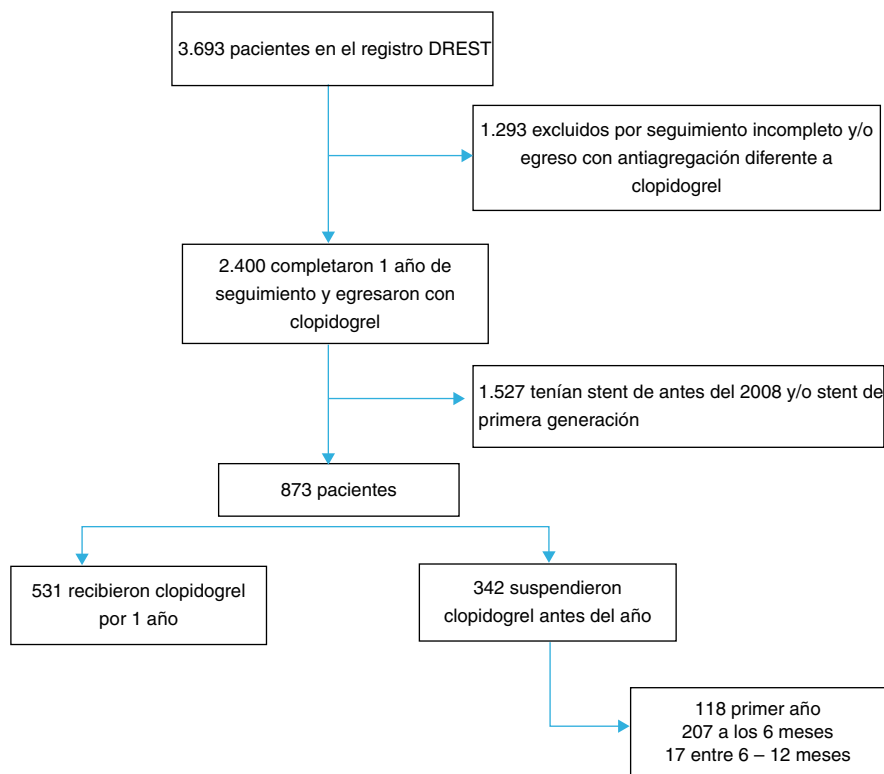 3.693 pacientes en el registro DREST
1.293 excluidos por seguimiento incompleto y/o
egreso con antiagregación diferente a
clopidogrel
2.400 completaron 1 año de
seguimiento y egresaron con
clopidogrel
1.527 tenían stent de antes del 2008 y/o stent de
primera generación
873 pacientes
531 recibieron clopidogrel
por 1 año
342 suspendieron
clopidogrel antes del año
118 primer año
207 a los 6 meses
17 entre 6 – 12 meses